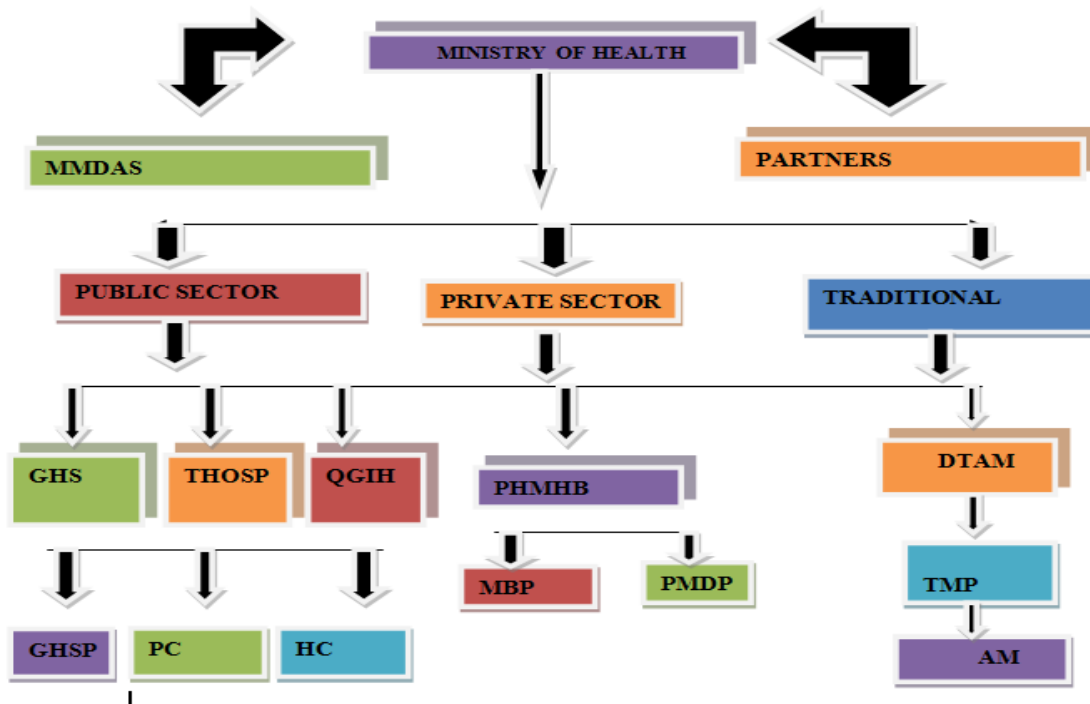 MINISTRY OF HEALTH
MMDAS
PARTNERS
PUBLIC SECTOR
PRIVATE SECTOR
TRADITIONAL
GHS
THOSP
QGIH
PHMHB
DTAM
MBP
PMDP
TMP
GHSP
PC
HC
AM